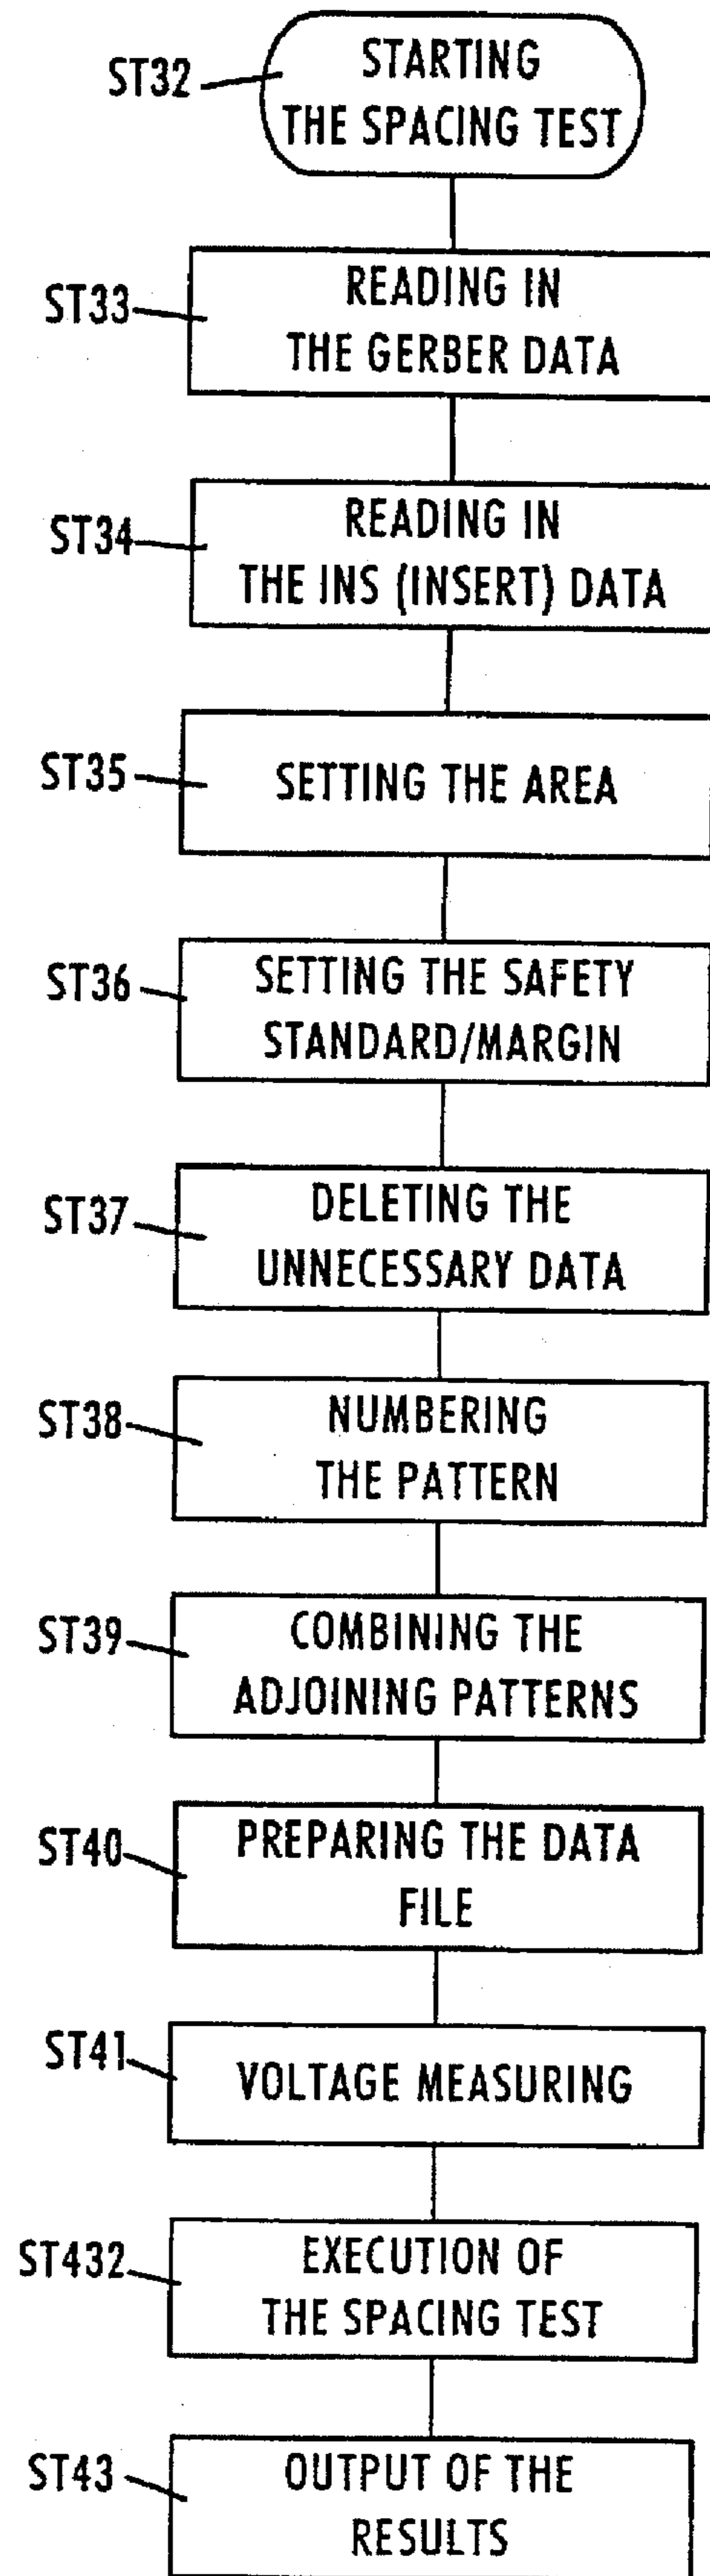 ST32
STARTING
THE SPACING TEST
ST33
READING IN
THE GERBER DATA
ST34
READING IN
THE INS (INSERT) DATA
ST35
SETTING THE AREA
ST36
SETTING THE SAFETY
STANDARD/MARGIN
ST37
DELETING THE
UNNECESSARY DATA
ST38
NUMBERING
THE PATTERN
ST39
COMBINING THE
ADJOINING PATTERNS
ST40
PREPARING THE DATA
FILE
ST41
VOLTAGE MEASURING
ST432
EXECUTION OF
THE SPACING TEST
ST43
OUTPUT OF THE
RESULTS